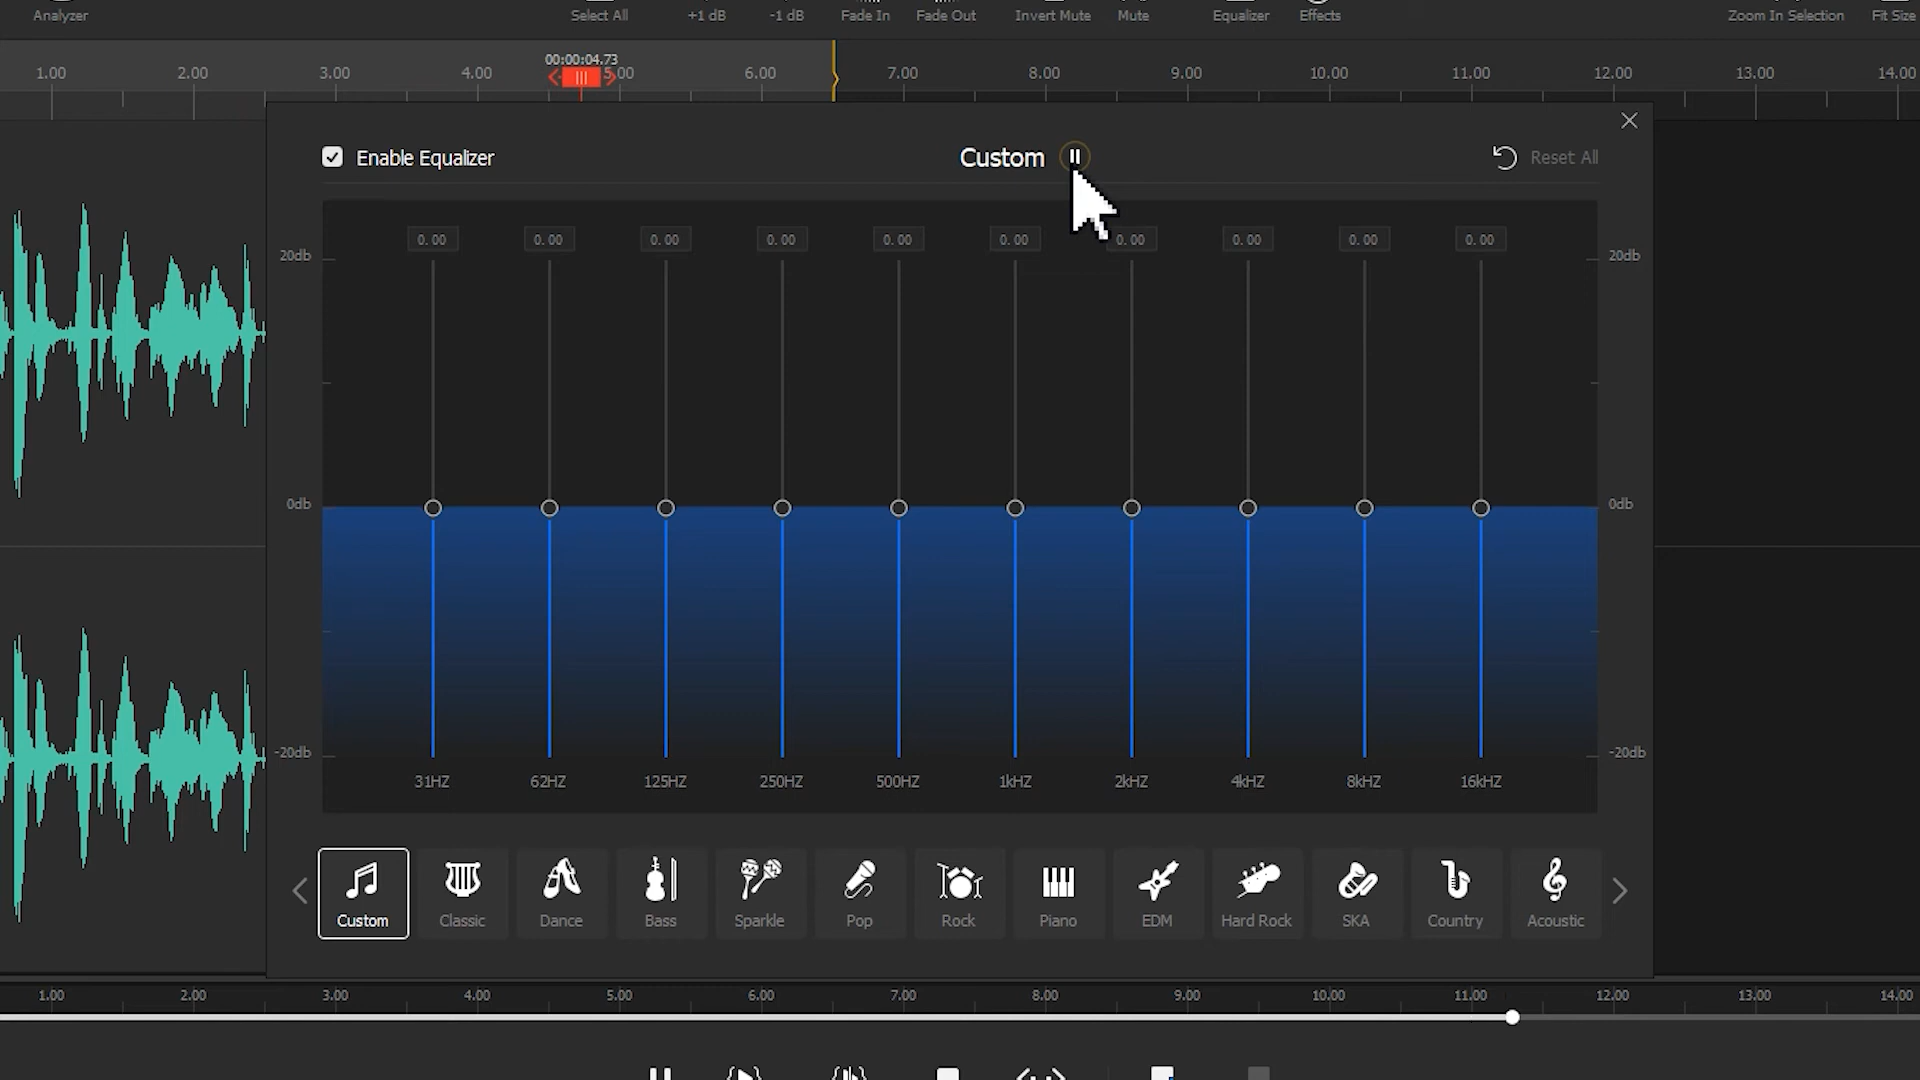 Analyzer Select All +1 dB -1 dB Fade In Fade Out Invert Mute Mute Equalizer Effects Zoom In Selection Fit Size
00:00:04.73
1.00 2.00 3.00 4.00 5.00 6.00 7.00 8.00 9.00 10.00 11.00 12.00 13.00 14.00
Enable Equalizer Custom Reset All
0.00 0.00 0.00 0.00 0.00 0.00 0.00 0.00 0.00 0.00
20db 20db
0db 0db
-20db -20db
31HZ 62HZ 125HZ 250HZ 500HZ 1kHZ 2kHZ 4kHZ 8kHZ 16kHZ
Custom Classic Dance Bass Sparkle Pop Rock Piano EDM Hard Rock SKA Country Acoustic
1.00 2.00 3.00 4.00 5.00 6.00 7.00 8.00 9.00 10.00 11.00 12.00 13.00 14.00